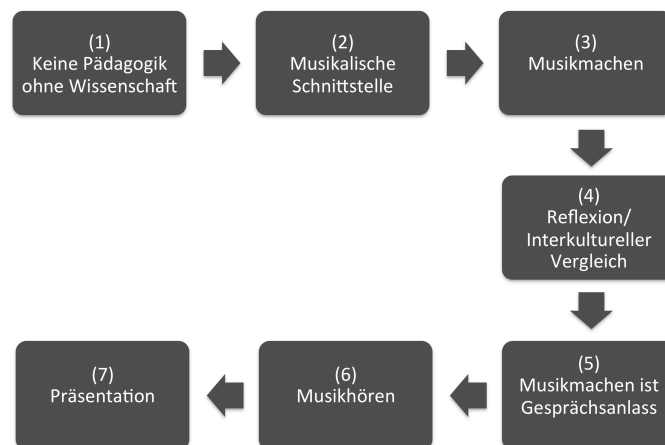 (1)
Keine Pädagogik
ohne Wissenschaft
(2)
Musikalische
Schnittstelle
(3)
Musikmachen
(4)
Reflexion/
Interkultureller
Vergleich
(5)
Musikmachen ist
Gesprächsanlass
(6)
Musikhören
(7)
Präsentation